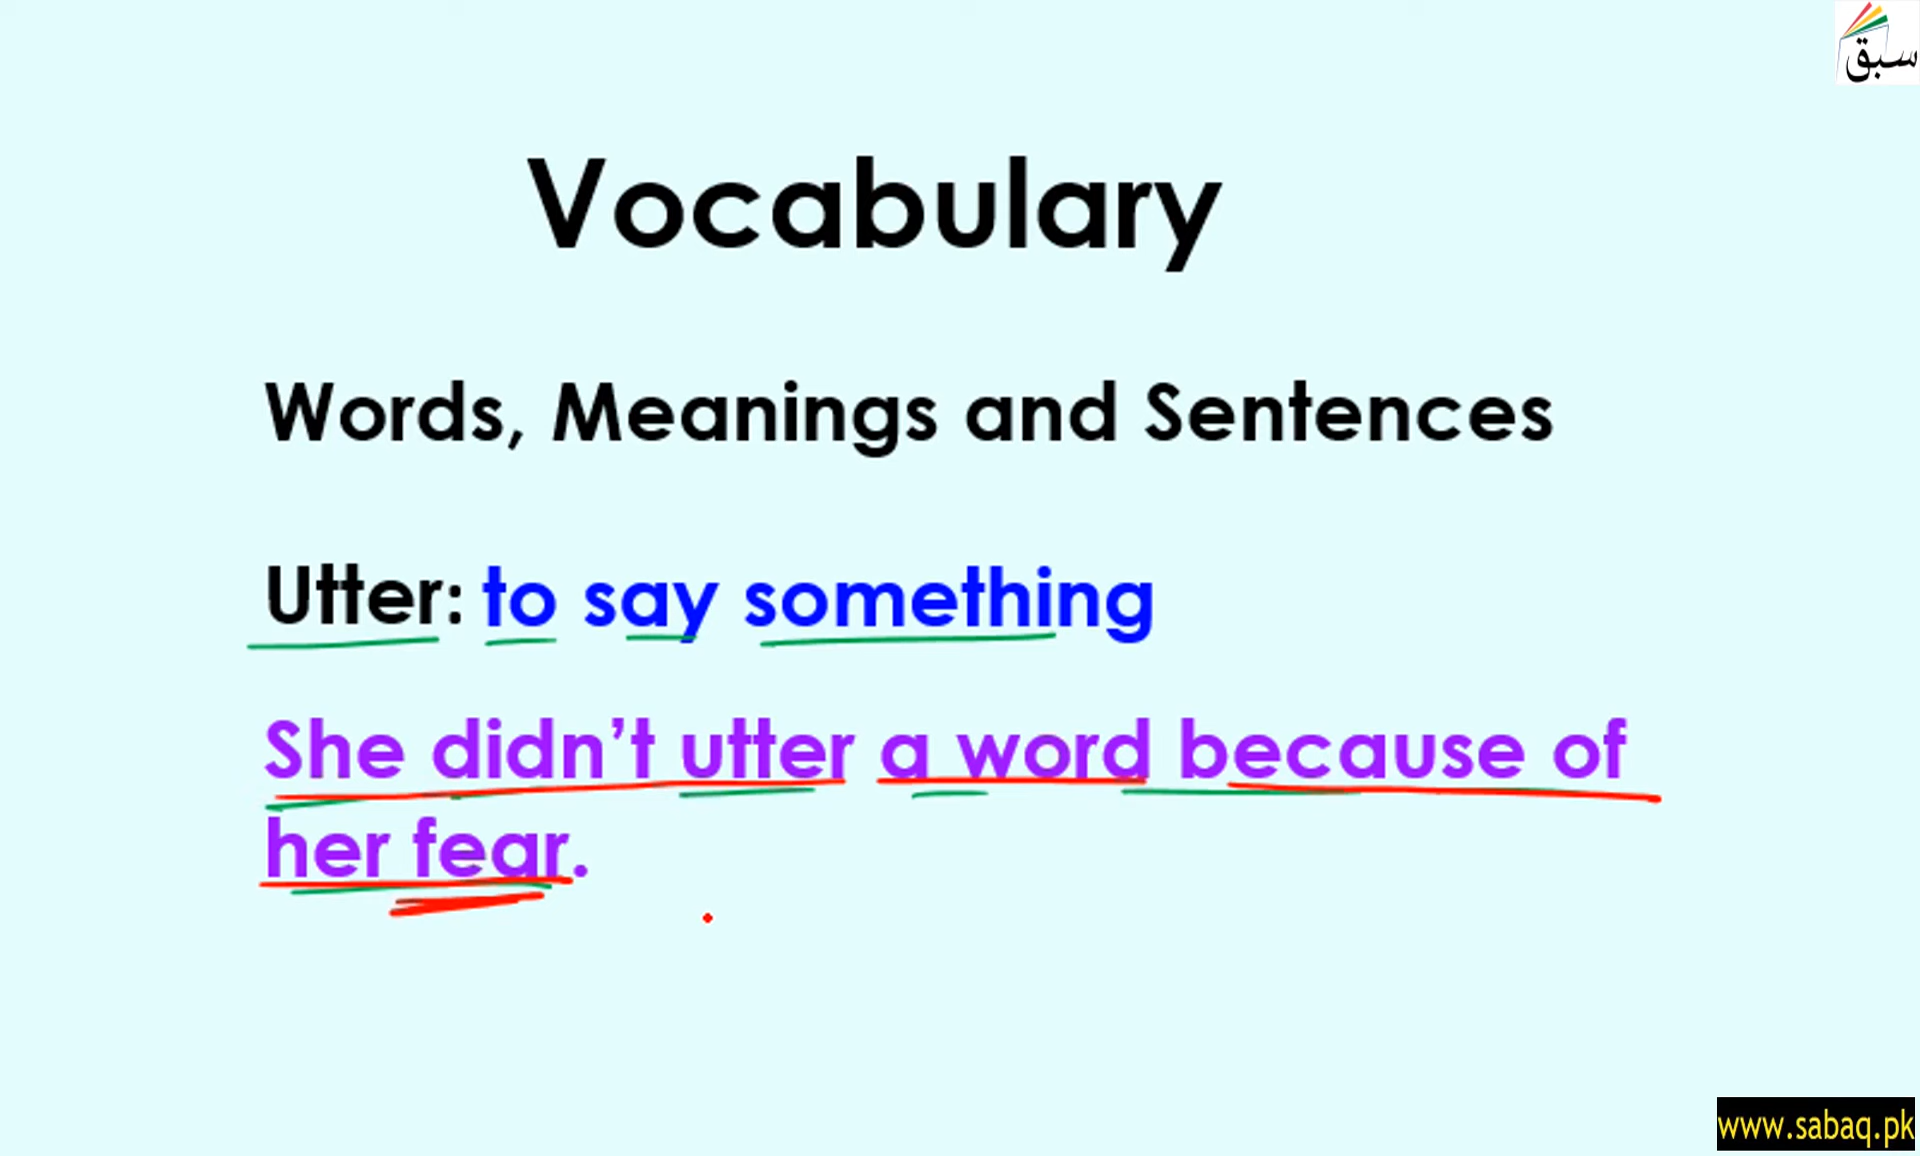 سبق
Vocabulary
Words, Meanings and Sentences
Utter: to say something
She didn’t utter a word because of
her fear.
www.sabaq.pk